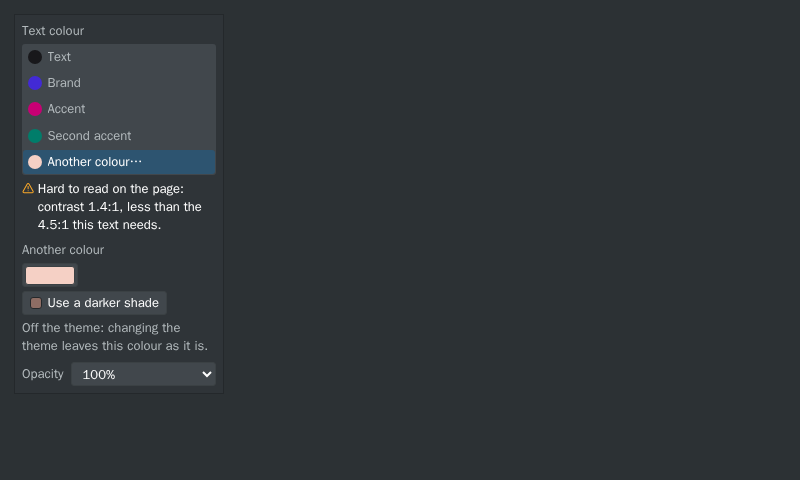 Text colour
Text
Brand
Accent
Second accent
Another colour···
Hard to read on the page:
contrast 1.4:1, less than the
4.5:1 this text needs.
Another colour
Use a darker shade
Off the theme: changing the
theme leaves this colour as it is.
Opacity 100%